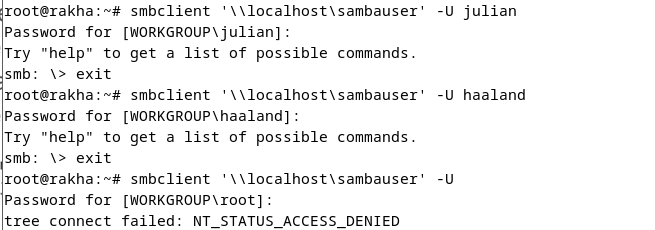 root@rakha:~# smbclient '\\localhost\sambauser' -U julian
Password for [WORKGROUP\julian]:
Try "help" to get a list of possible commands.
smb: \> exit
root@rakha:~# smbclient '\\localhost\sambauser' -U haaland
Password for [WORKGROUP\haaland]:
Try "help" to get a list of possible commands.
smb: \> exit
root@rakha:~# smbclient '\\localhost\sambauser' -U
Password for [WORKGROUP\root]:
tree connect failed: NT_STATUS_ACCESS_DENIED